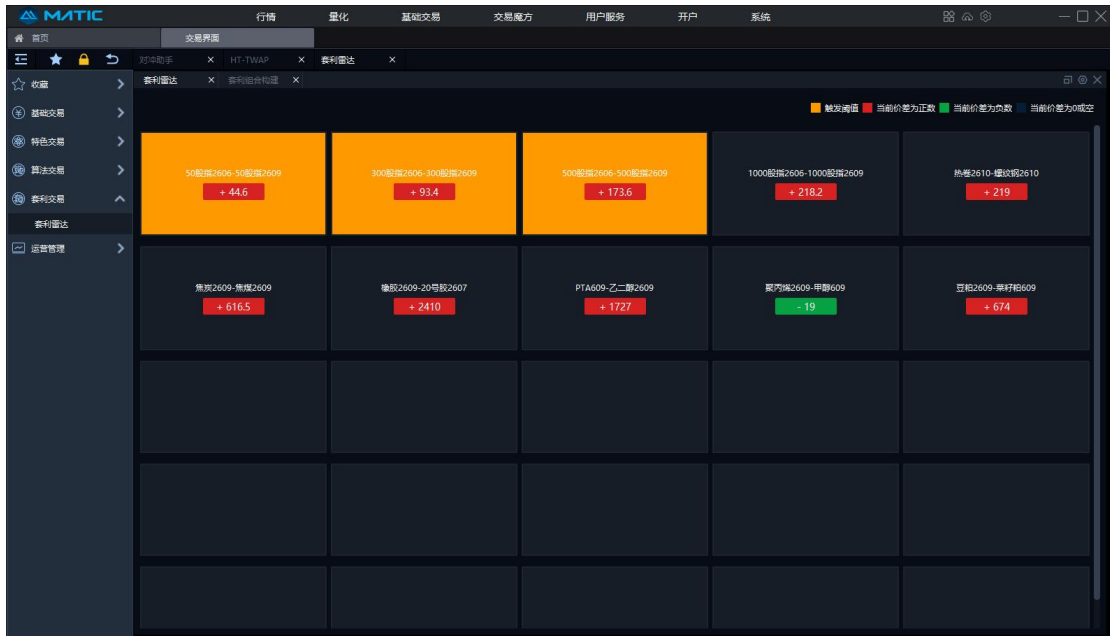 MATIC 行情 量化 基础交易 交易魔方 用户服务 开户 系统
首页 交易界面
对冲助手 × HT-TWAP × 套利雷达 ×
收藏 套利雷达 × 套利组合构建 ×
触发阈值 当前价差为正数 当前价差为负数 当前价差为0或空
基础交易
特色交易
算法交易
套利交易
套利雷达
运营管理
50股指2606-50股指2609 300股指2606-300股指2609 500股指2606-500股指2609 1000股指2606-1000股指2609 热卷2610-螺纹钢2610
+ 44.6 + 93.4 + 173.6 + 218.2 + 219
焦炭2609-焦煤2609 橡胶2609-20号胶2607 PTA609-乙二醇2609 聚丙烯2609-甲醇609 豆粕2609-菜籽粕609
+ 616.5 + 2410 + 1727 - 19 + 674